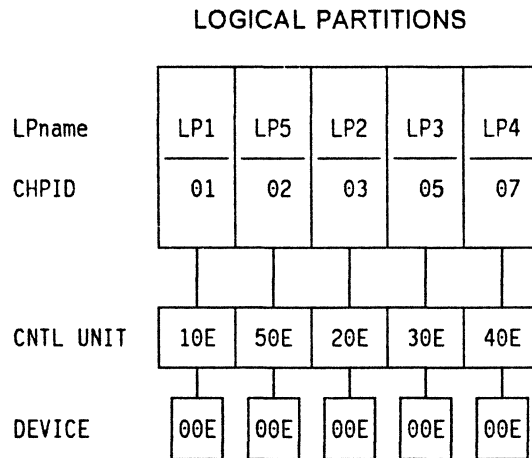 LOGICAL PARTITIONS
LPname LP1 LP5 LP2 LP3 LP4
CHPID 01 02 03 05 07
CNTL UNIT 10E 50E 20E 30E 40E
DEVICE 00E 00E 00E 00E 00E